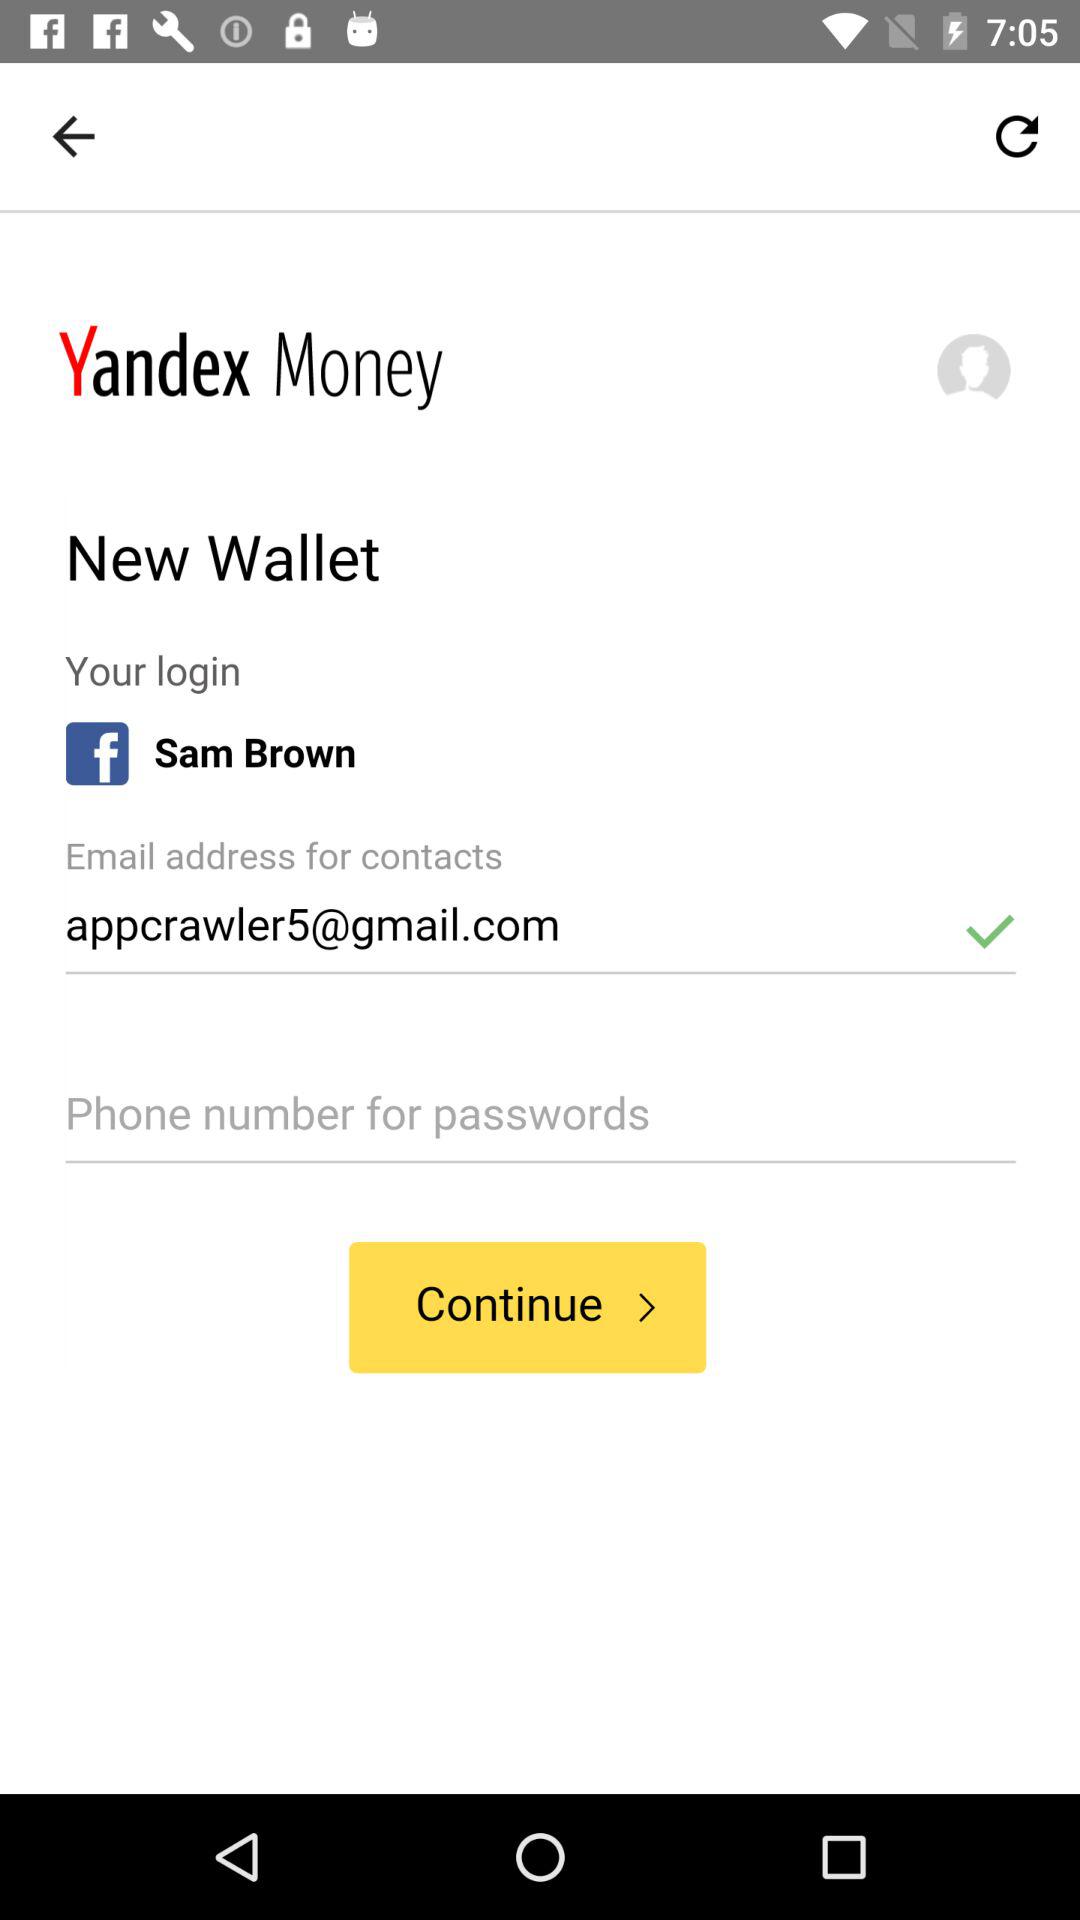 7:05
Yandex Money
New Wallet
Your login
Sam Brown
Email address for contacts
appcrawler5@gmail.com
Phone number for passwords
Continue